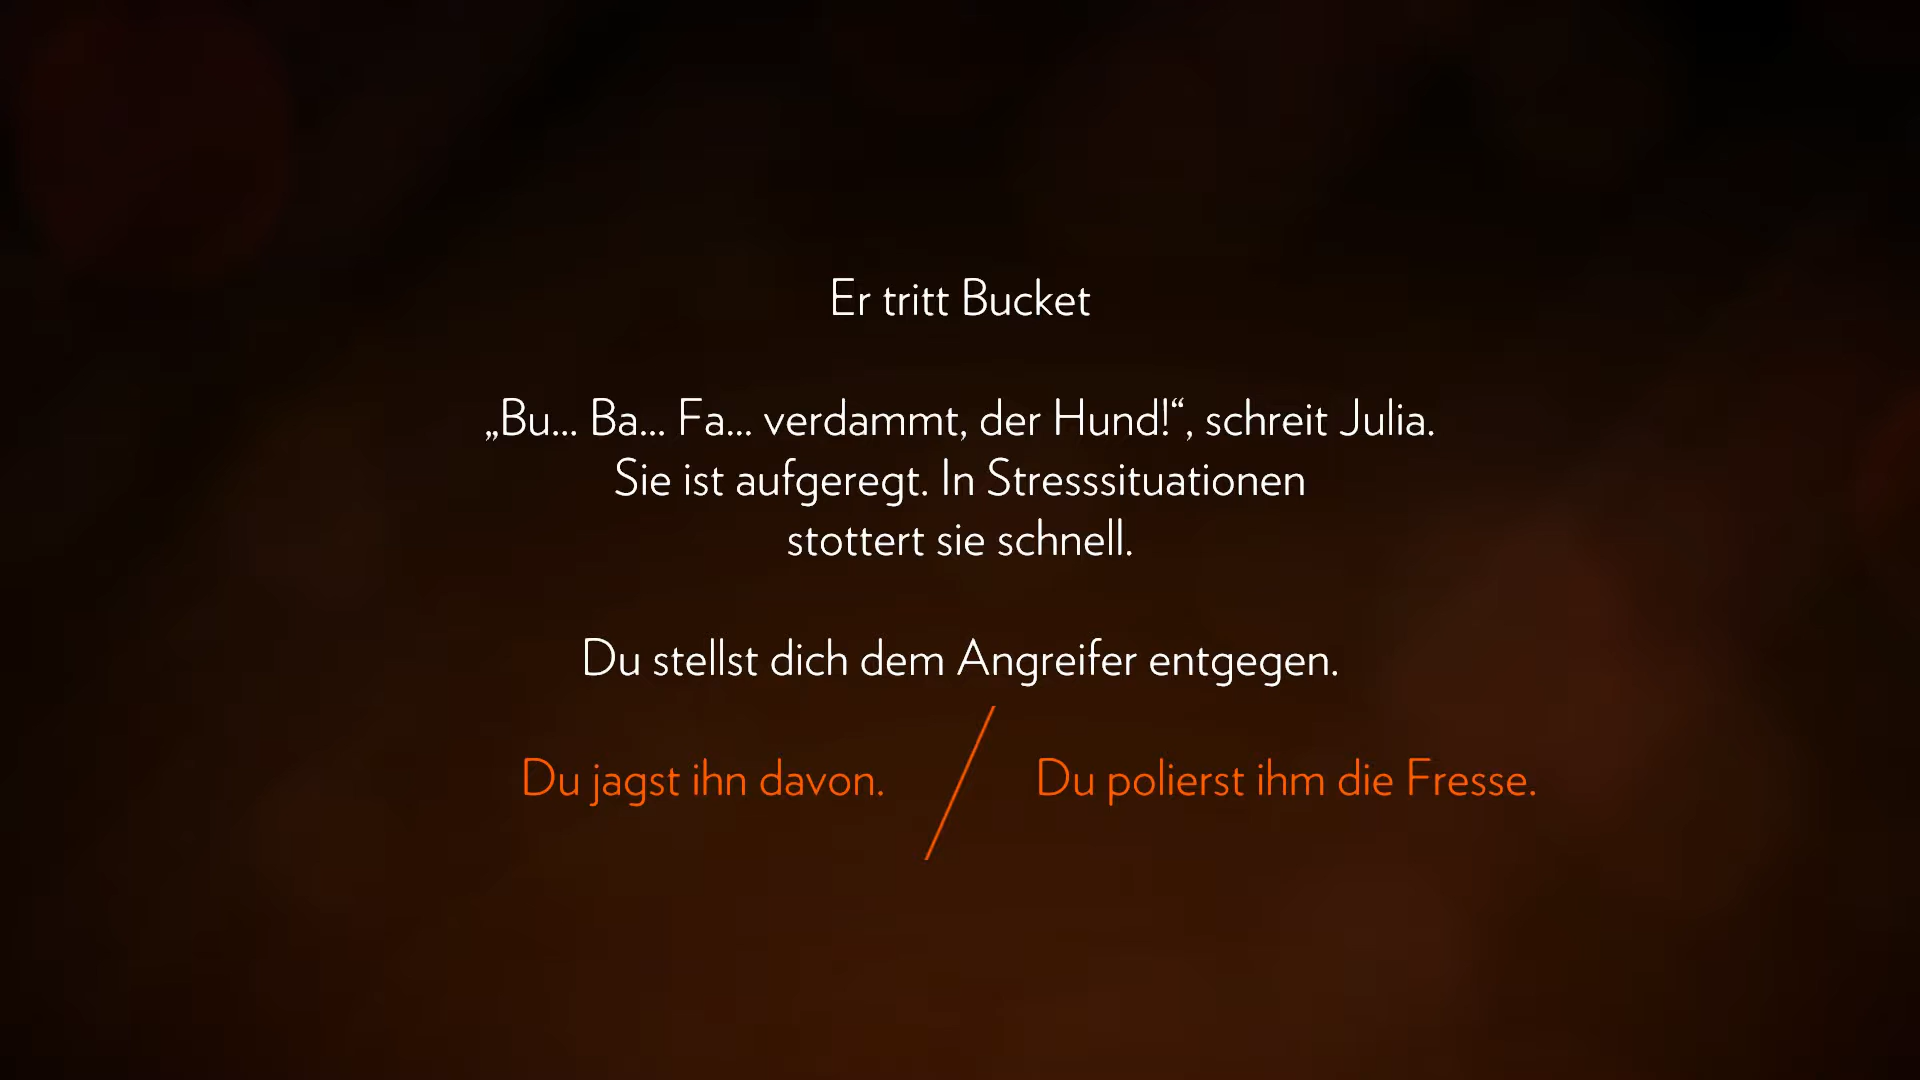 Er tritt Bucket
„Bu... Ba... Fa... verdammt, der Hund!“, schreit Julia.
Sie ist aufgeregt. In Stresssituationen
stottert sie schnell.
Du stellst dich dem Angreifer entgegen.
Du jagst ihn davon.
Du polierst ihm die Fresse.